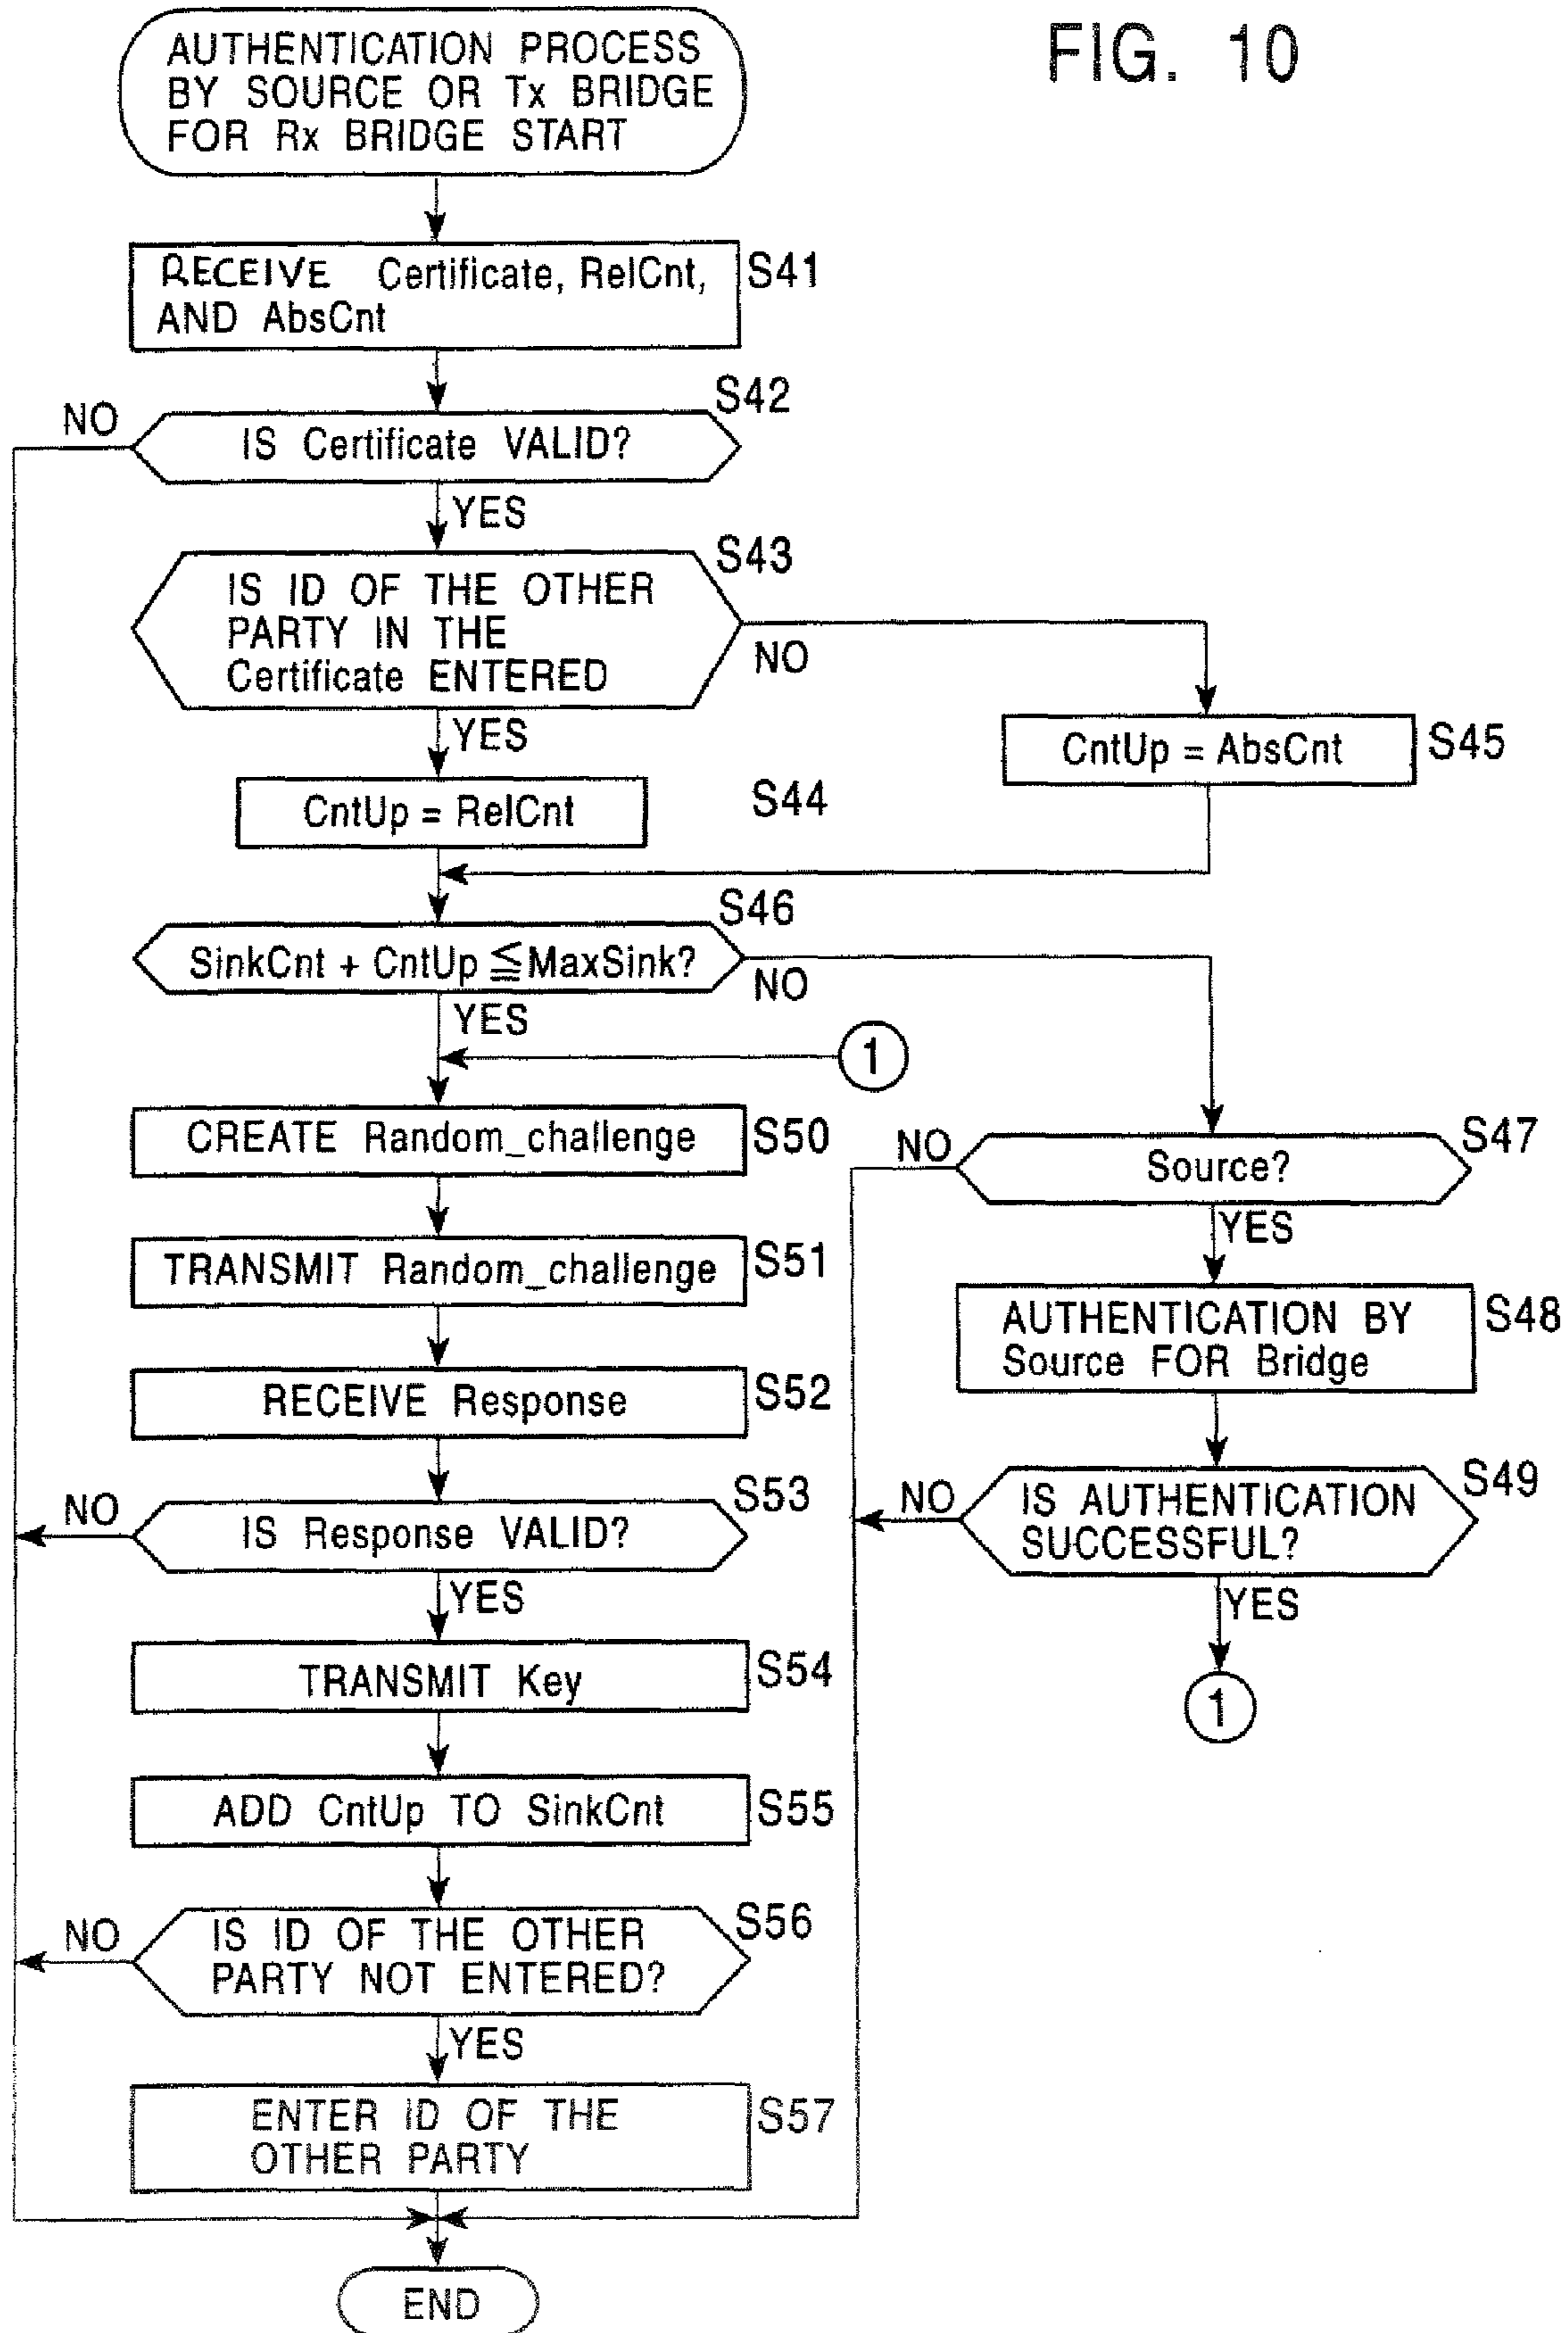 FIG. 10
AUTHENTICATION PROCESS
BY SOURCE OR Tx BRIDGE
FOR Rx BRIDGE START
RECEIVE Certificate, RelCnt,
AND AbsCnt
S41
S42
NO
IS Certificate VALID?
YES
S43
IS ID OF THE OTHER
PARTY IN THE
Certificate ENTERED
NO
YES
CntUp = AbsCnt
S45
CntUp = RelCnt
S44
S46
SinkCnt + CntUp ≦ MaxSink?
NO
YES
1
CREATE Random_challenge
S50
NO
Source?
S47
YES
TRANSMIT Random_challenge
S51
AUTHENTICATION BY
Source FOR Bridge
S48
RECEIVE Response
S52
NO
IS Response VALID?
S53
NO
IS AUTHENTICATION
SUCCESSFUL?
S49
YES
YES
TRANSMIT Key
S54
1
ADD CntUp TO SinkCnt
S55
NO
IS ID OF THE OTHER
PARTY NOT ENTERED?
S56
YES
ENTER ID OF THE
OTHER PARTY
S57
END